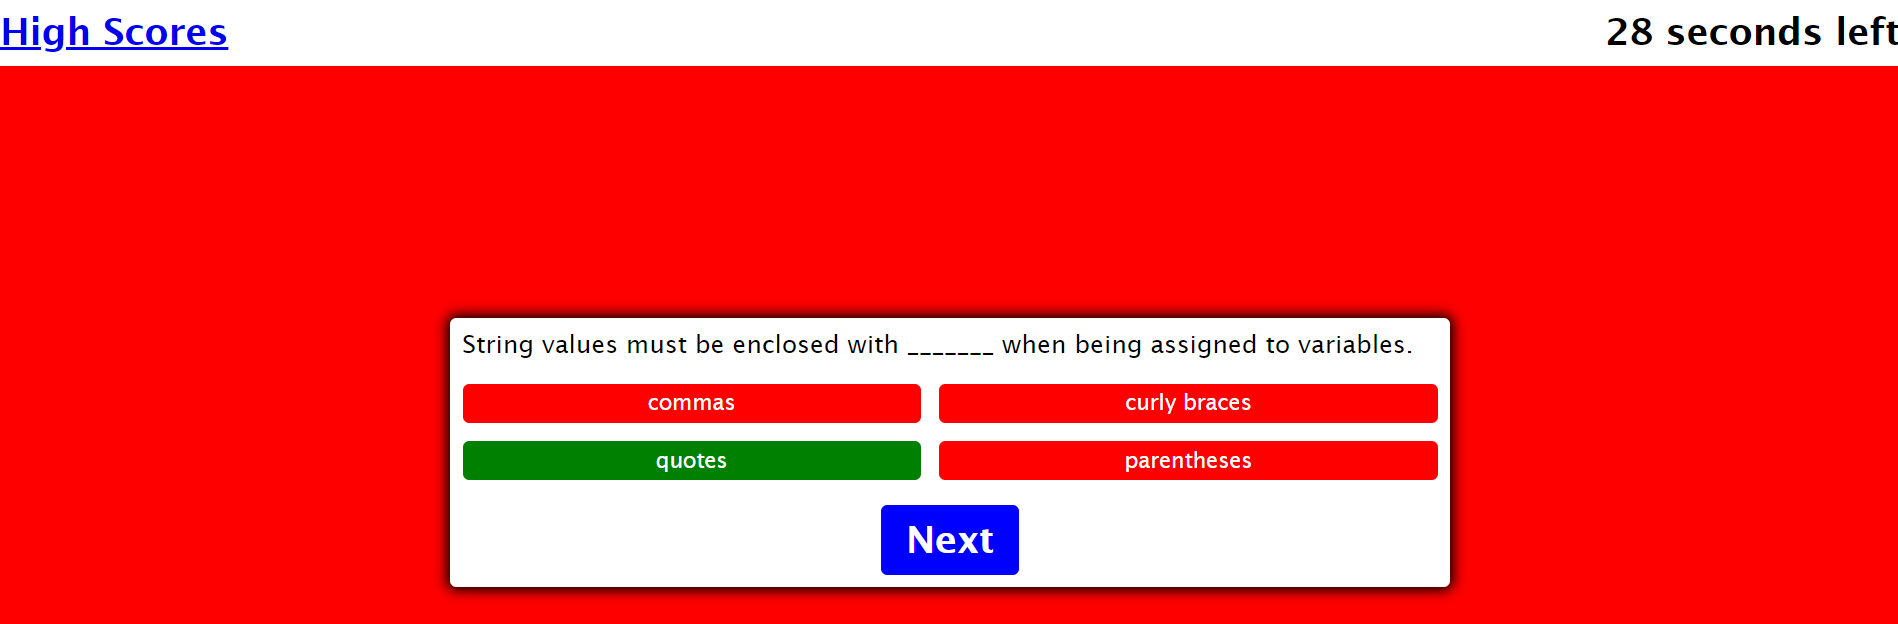 High Scores
28 seconds left
String values must be enclosed with _______ when being assigned to variables.
commas
curly braces
quotes
parentheses
Next